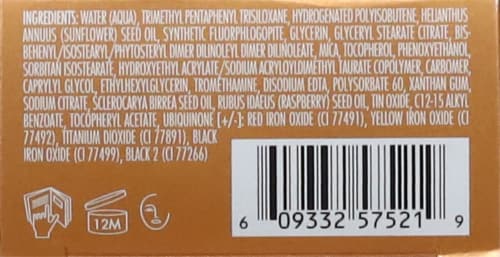 INGREDIENTS: WATER (AQUA), TRIMETHYL PENTAPHENYL TRISILOXANE, HYDROGENATED POLYISOBUTENE, HELIANTHUS
ANNUUS (SUNFLOWER) SEED OIL, SYNTHETIC FLUORPHLOGOPITE, GLYCERIN, GLYCERYL STEARATE CITRATE, BIS-
BEHENYL/ISOSTEARYL/PHYTOSTERYL DIMER DILINOLEYL DIMER DILINOLEATE, MICA, TOCOPHEROL, PHENOXYETHANOL,
SORBITAN ISOSTEARATE, HYDROXYETHYL ACRYLATE/SODIUM ACRYLOYLDIMETHYL TAURATE COPOLYMER, CARBOMER,
CAPRYLYL GLYCOL, ETHYLHEXYLGLYCERIN, TROMETHAMINE, DISODIUM EDTA, POLYSORBATE 60, XANTHAN GUM,
SODIUM CITRATE, SCLEROCARYA BIRREA SEED OIL, RUBUS IDAEUS (RASPBERRY) SEED OIL, TIN OXIDE, C12-15 ALKYL
BENZOATE, TOCOPHERYL ACETATE, UBIQUINONE [+/-]: RED IRON OXIDE (CI 77491), YELLOW IRON OXIDE (CI
77492), TITANIUM DIOXIDE (CI 77891), BLACK
IRON OXIDE (CI 77499), BLACK 2 (CI 77266)
12M
6 09332 57521 9